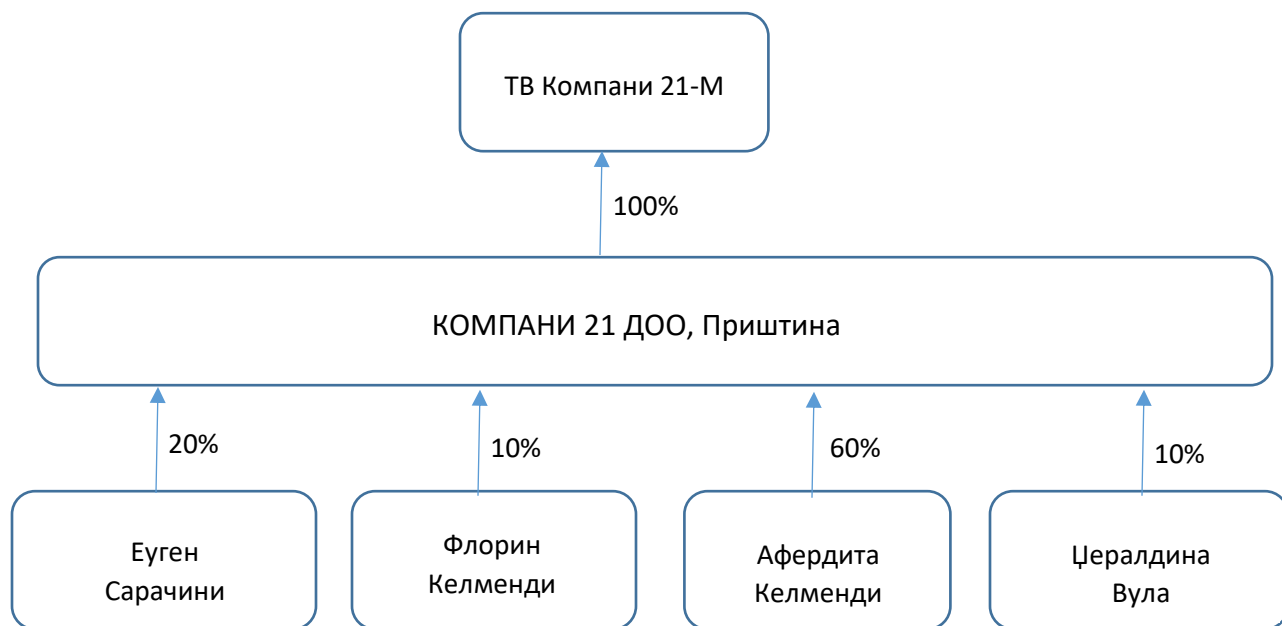 ТВ Компани 21-М
100%
КОМПАНИ 21 ДОО, Приштина
20%
10%
60%
10%
Еуген
Сарачини
Флорин
Келменди
Афердита
Келменди
Џералдина
Вула